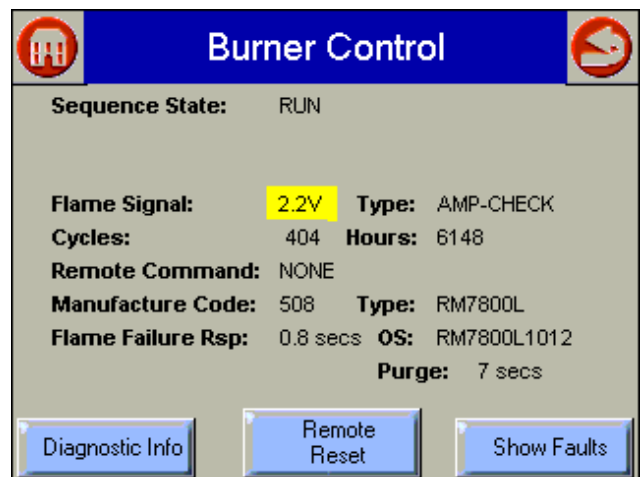 Burner Control
Sequence State: RUN
Flame Signal: 2.2V Type: AMP-CHECK
Cycles: 404 Hours: 6148
Remote Command: NONE
Manufacture Code: 508 Type: RM7800L
Flame Failure Rsp: 0.8 secs OS: RM7800L1012
Purge: 7 secs
Diagnostic Info
Remote
Reset
Show Faults